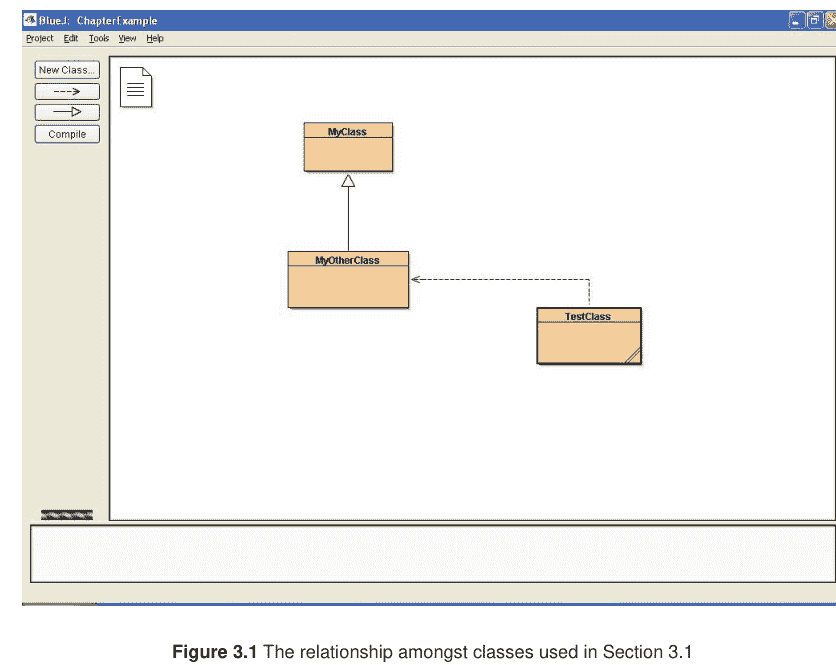 BlueJ: ChapterExample
Project Edit Tools View Help
New Class...
Compile
MyClass
MyOtherClass
TestClass
Figure 3.1 The relationship amongst classes used in Section 3.1